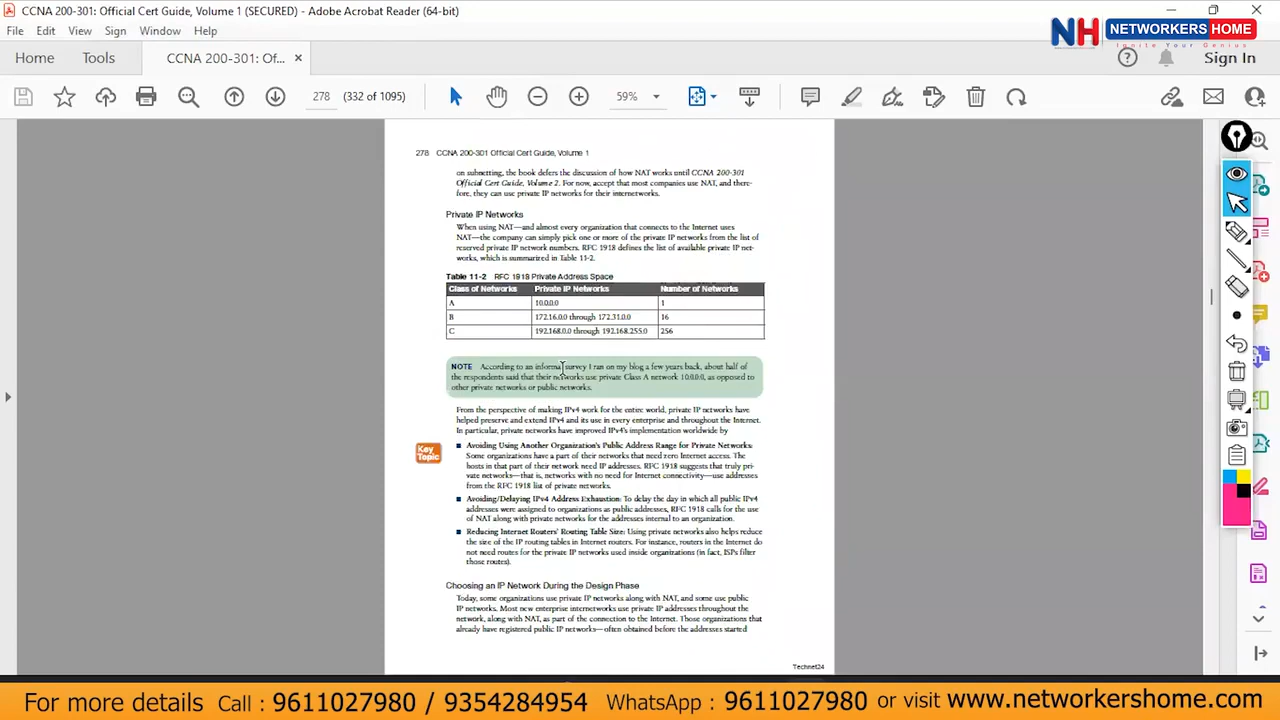 CCNA 200-301: Official Cert Guide, Volume 1 (SECURED) - Adobe Acrobat Reader (64-bit)
File Edit View Sign Window Help
NH NETWORKERS HOME
Ignite Your Genius
Home Tools CCNA 200-301: Of... × Sign In
278 (332 of 1095) 59%
278 CCNA 200-301 Official Cert Guide, Volume 1
on subnetting, the book defers the discussion of how NAT works until CCNA 200-301
Official Cert Guide, Volume 2. For now, accept that most companies use NAT, and there-
fore, they can use private IP networks for their internetworks.
Private IP Networks
When using NAT—and almost every organization that connects to the Internet uses
NAT—the company can simply pick one or more of the private IP networks from the list of
reserved private IP network numbers. RFC 1918 defines the list of available private IP net-
works, which is summarized in Table 11-2.
Table 11-2 RFC 1918 Private Address Space
Class of Networks Private IP Networks Number of Networks
A 10.0.0.0 1
B 172.16.0.0 through 172.31.0.0 16
C 192.168.0.0 through 192.168.255.0 256
NOTE According to an informal survey I ran on my blog a few years back, about half of
the respondents said that their networks use private Class A network 10.0.0.0, as opposed to
other private networks or public networks.
From the perspective of making IPv4 work for the entire world, private IP networks have
helped preserve and extend IPv4 and its use in every enterprise and throughout the Internet.
In particular, private networks have improved IPv4's implementation worldwide by
Key Topic
■ Avoiding Using Another Organization's Public Address Range for Private Networks:
Some organizations have a part of their networks that need zero Internet access. The
hosts in that part of their network need IP addresses. RFC 1918 suggests that truly pri-
vate networks—that is, networks with no need for Internet connectivity—use addresses
from the RFC 1918 list of private networks.
■ Avoiding/Delaying IPv4 Address Exhaustion: To delay the day in which all public IPv4
addresses were assigned to organizations as public addresses, RFC 1918 calls for the use
of NAT along with private networks for the addresses internal to an organization.
■ Reducing Internet Routers' Routing Table Size: Using private networks also helps reduce
the size of the IP routing tables in Internet routers. For instance, routers in the Internet do
not need routes for the private IP networks used inside organizations (in fact, ISPs filter
those routes).
Choosing an IP Network During the Design Phase
Today, some organizations use private IP networks along with NAT, and some use public
IP networks. Most new enterprise internetworks use private IP addresses throughout the
network, along with NAT, as part of the connection to the Internet. Those organizations that
already have registered public IP networks—often obtained before the addresses started
Technet24
For more details Call : 9611027980 / 9354284954 WhatsApp : 9611027980 or visit www.networkershome.com